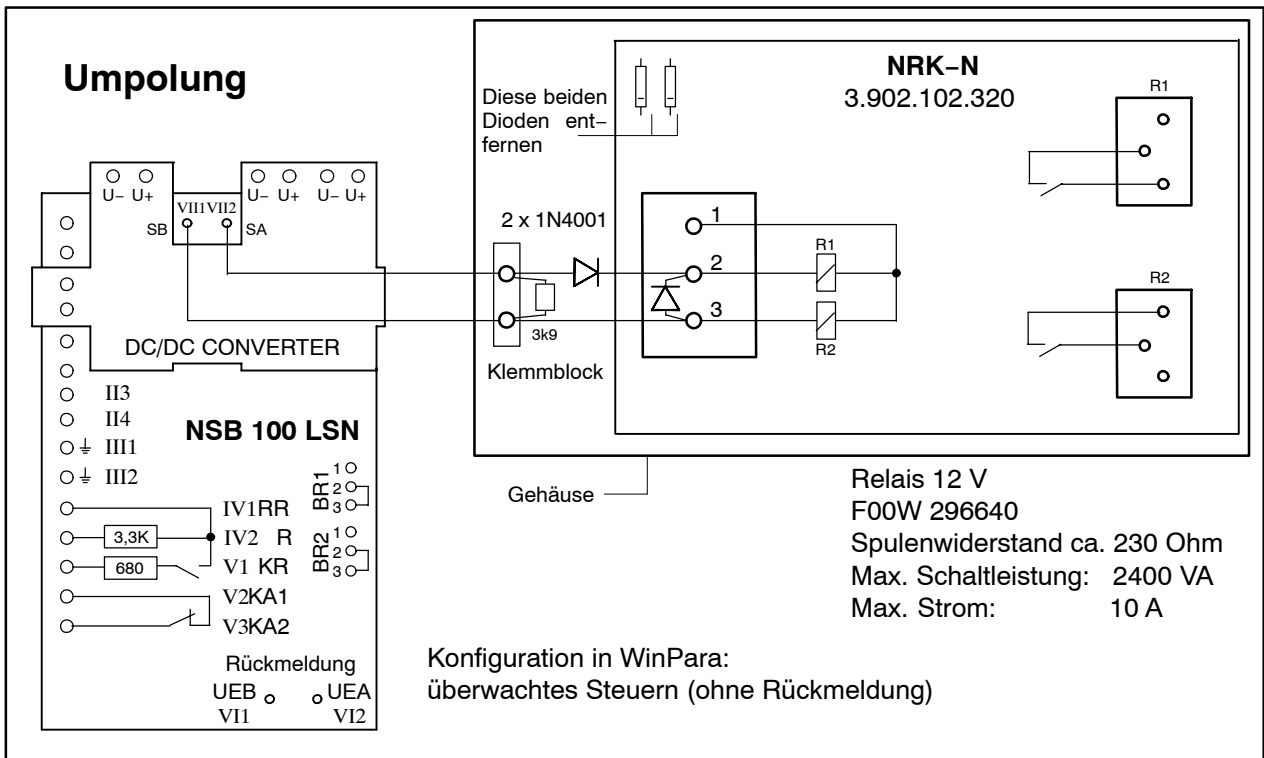 Umpolung
NRK–N
3.902.102.320
Diese beiden
Dioden ent–
fernen
R1
U– U+
U– U+ U– U+
VII1 VII2
SB
SA
2 x 1N4001
1
2
3
R1
R2
R2
3k9
Klemmblock
DC/DC CONVERTER
II3
II4
NSB 100 LSN
III1
III2
BR1
1
2
3
BR2
1
2
3
IV1RR
3,3K
IV2 R
680
V1 KR
V2KA1
V3KA2
Rückmeldung
UEB
UEA
VI1
VI2
Gehäuse
Relais 12 V
F00W 296640
Spulenwiderstand ca. 230 Ohm
Max. Schaltleistung: 2400 VA
Max. Strom: 10 A
Konfiguration in WinPara:
überwachtes Steuern (ohne Rückmeldung)